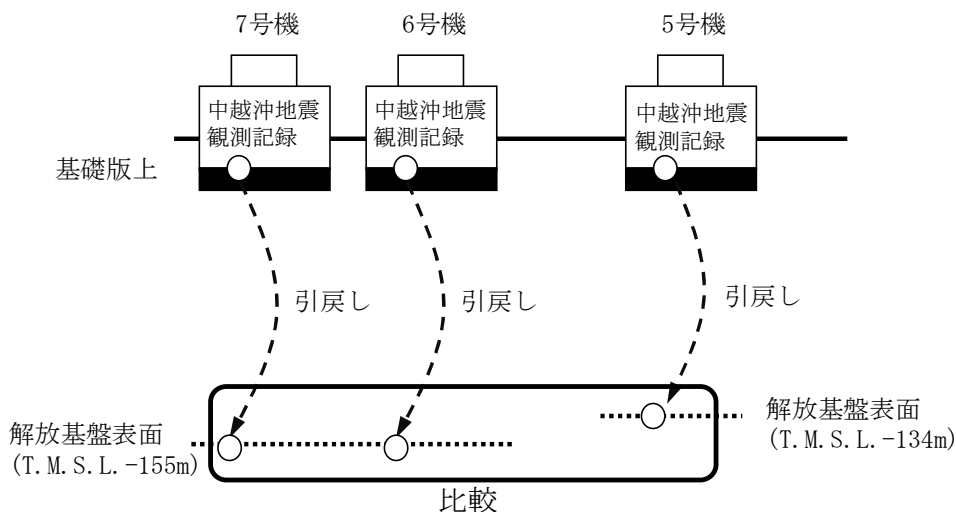 7号機
6号機
5号機
中越沖地震
観測記録
中越沖地震
観測記録
中越沖地震
観測記録
基礎版上
引戻し
引戻し
引戻し
解放基盤表面
(T.M.S.L.-155m)
解放基盤表面
(T.M.S.L.-134m)
比較